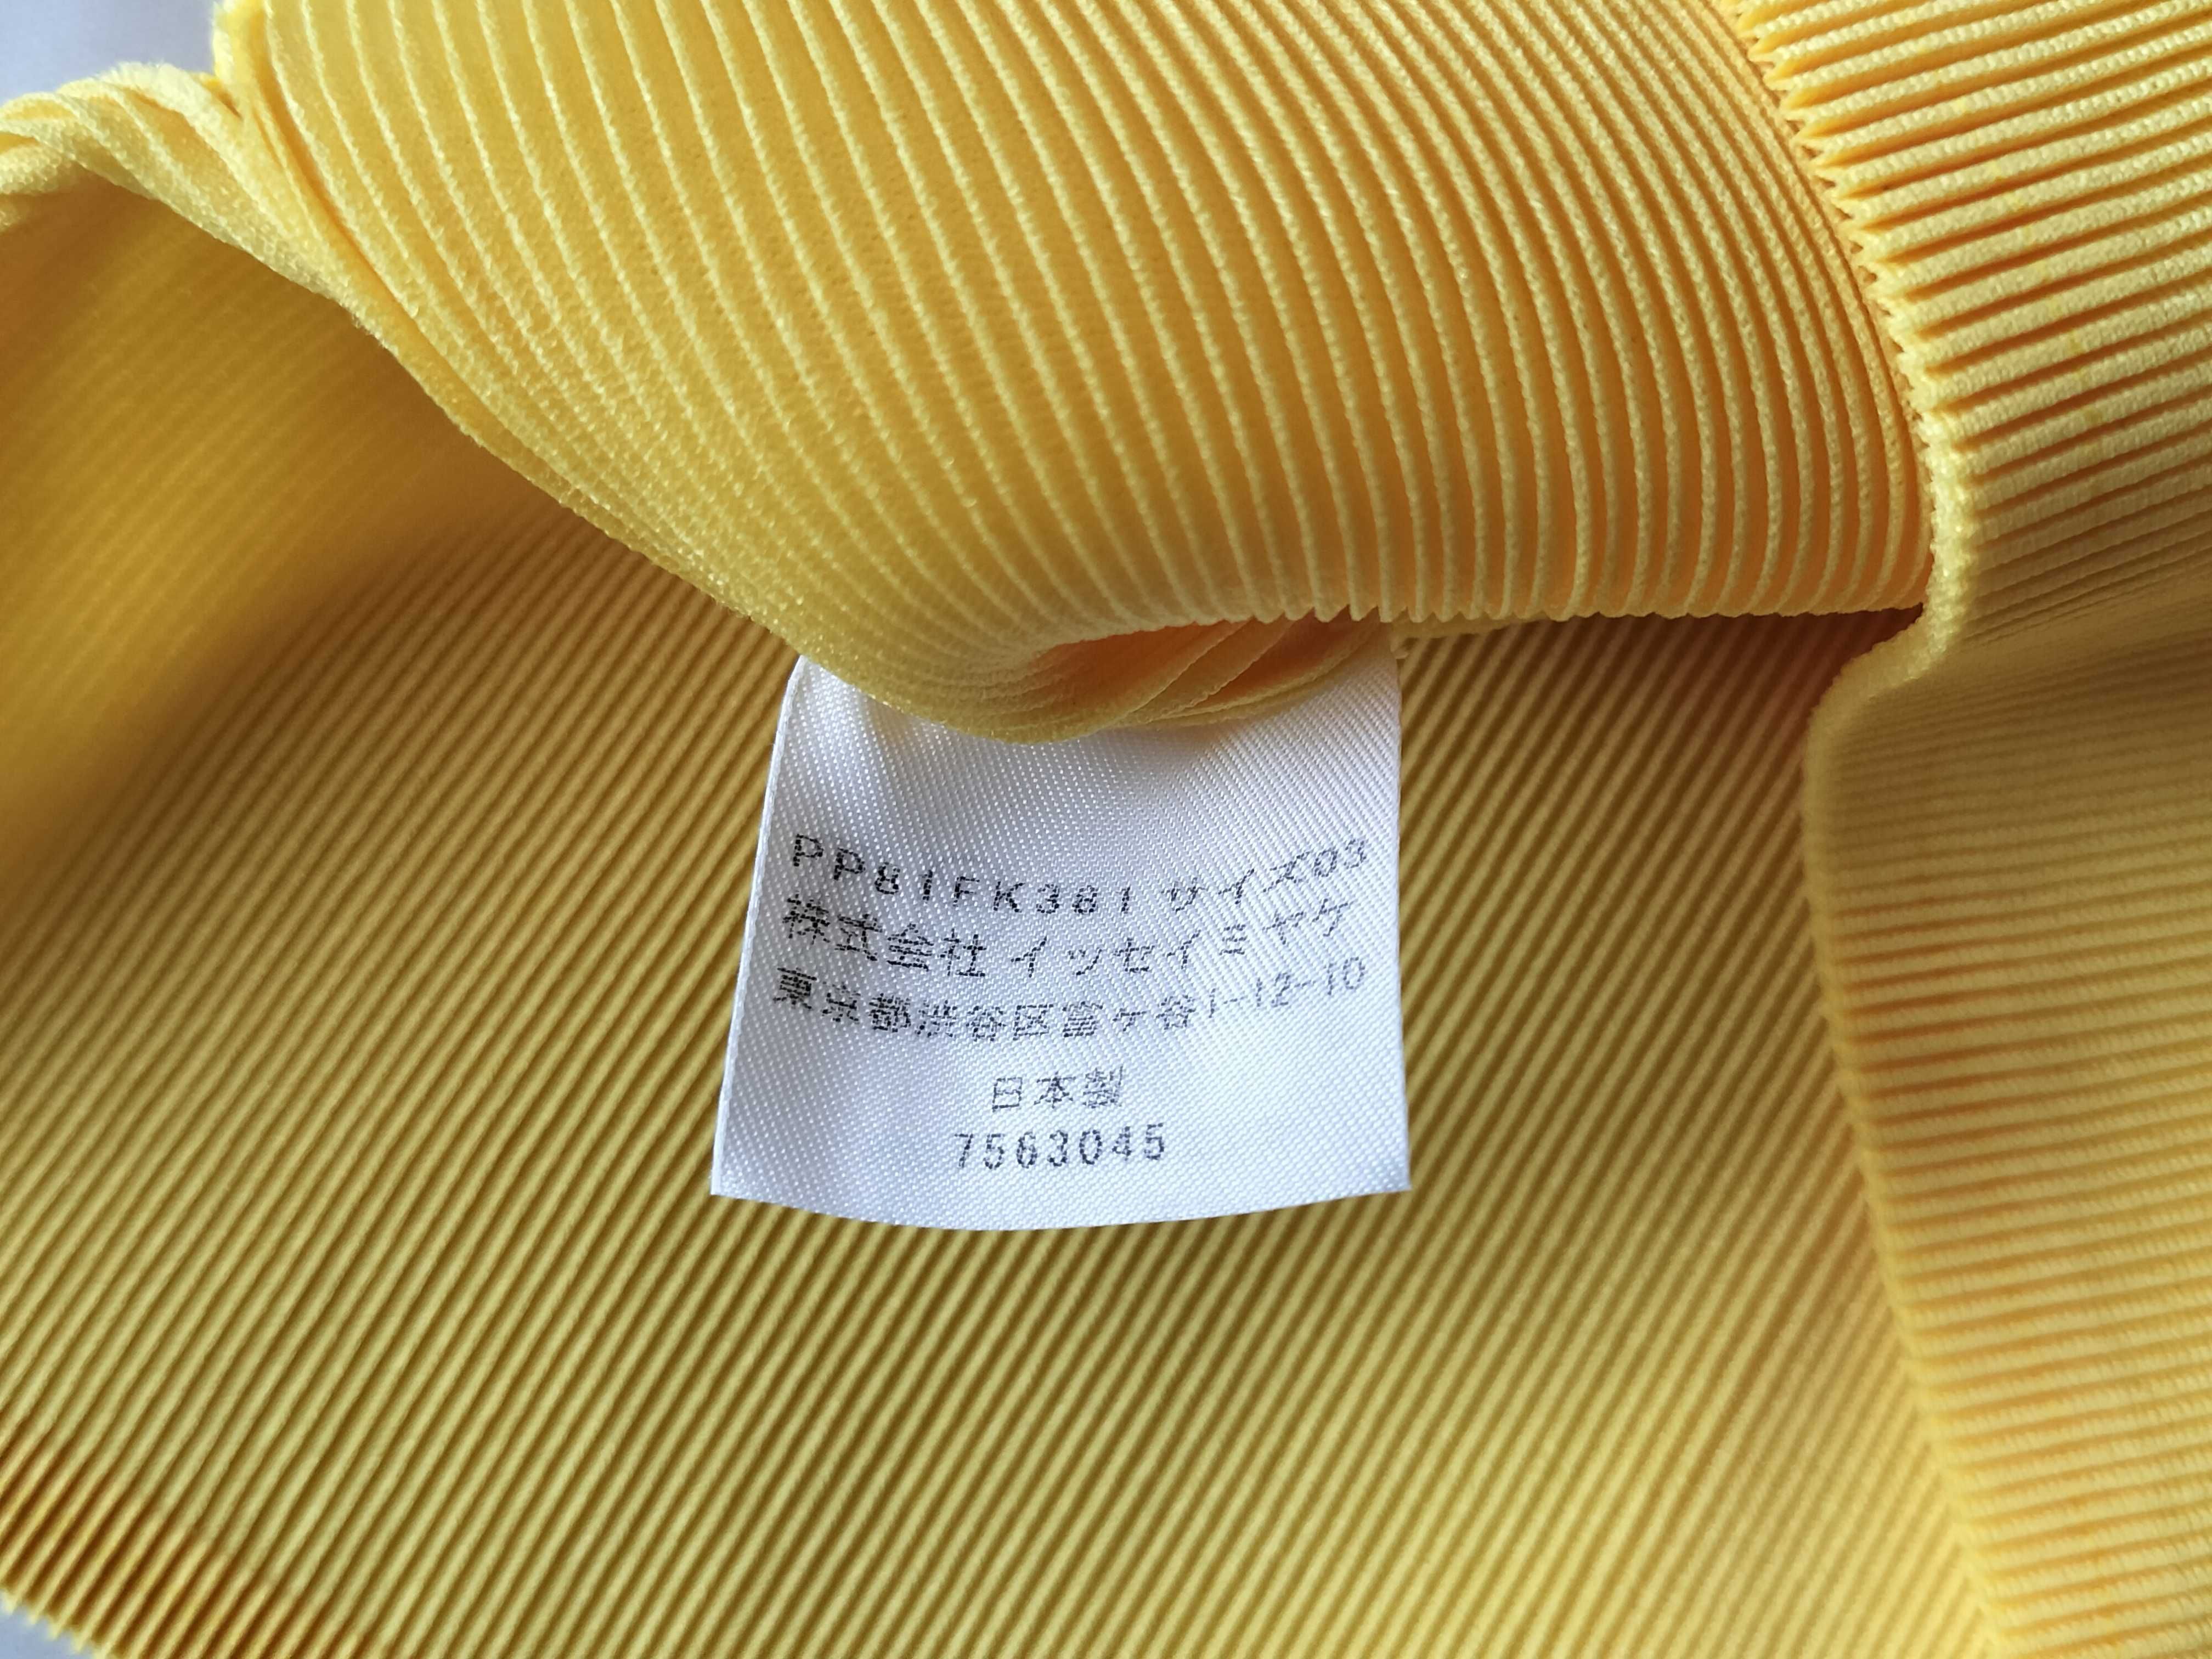 PP81FK381 サイズ03
株式会社 イッセイミヤケ
東京都渋谷区富ヶ谷1-12-10
日本製
7563045